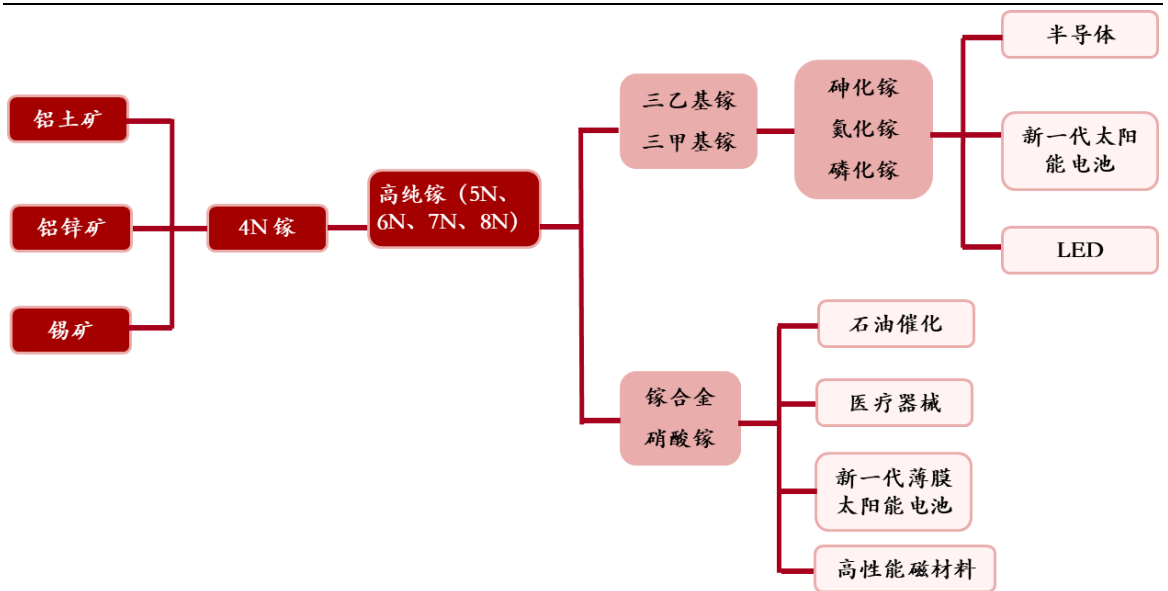 铝土矿
铝锌矿
锡矿
4N 镓
高纯镓（5N、
6N、7N、8N）
三乙基镓
三甲基镓
砷化镓
氮化镓
磷化镓
半导体
新一代太阳
能电池
LED
镓合金
硝酸镓
石油催化
医疗器械
新一代薄膜
太阳能电池
高性能磁材料